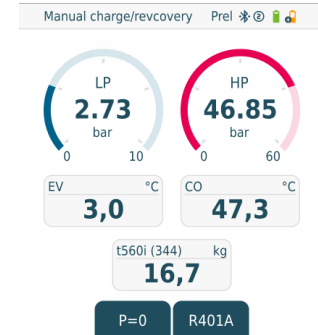 Manual charge/revcovery Prel
LP
2.73
bar
0 10
HP
46.85
bar
0 60
EV °C
3,0
CO °C
47,3
t560i (344) kg
16,7
P=0
R401A